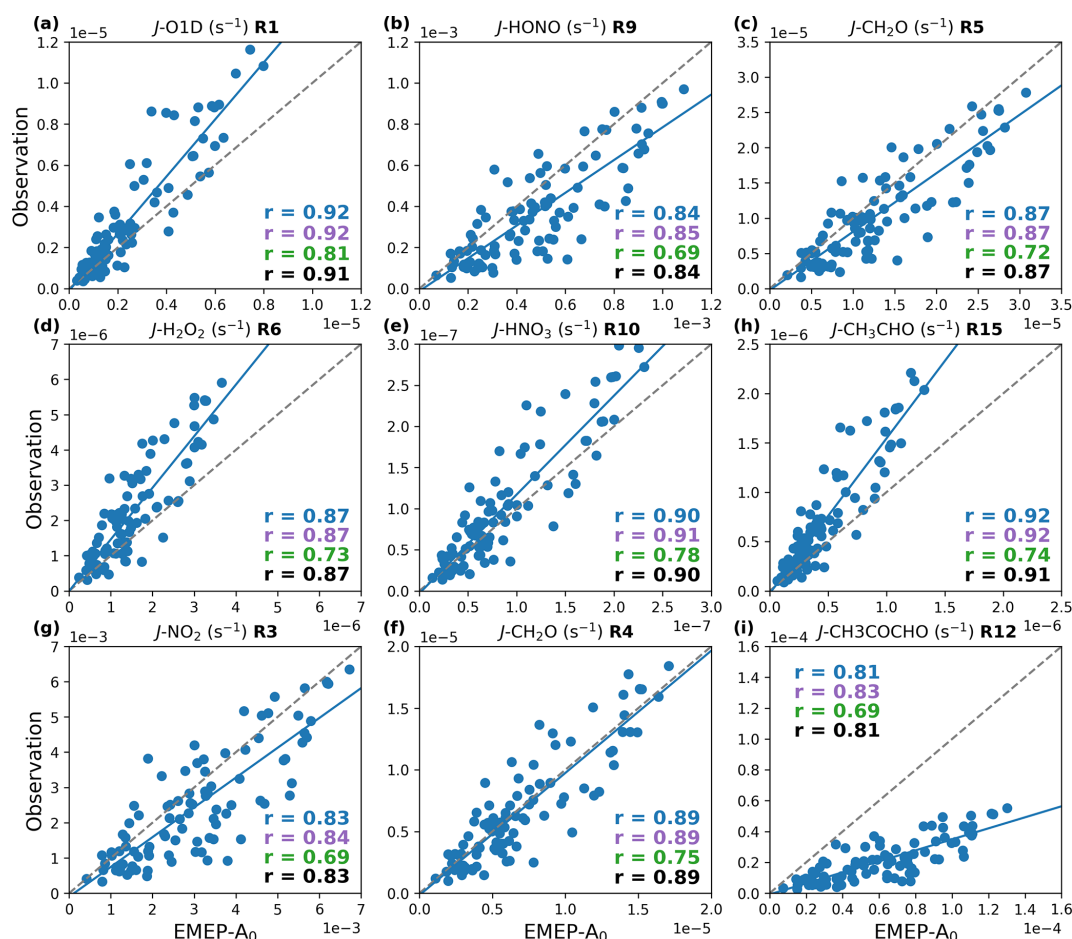 (a) J-O1D (s⁻¹) R1
1e−5
Observation
1.2
1.0
0.8
0.6
0.4
0.2
0.0
r = 0.92
r = 0.92
r = 0.81
r = 0.91
0.0 0.2 0.4 0.6 0.8 1.0 1.2
1e−5
(b) J-HONO (s⁻¹) R9
1e−3
1.2
1.0
0.8
0.6
0.4
0.2
0.0
r = 0.84
r = 0.85
r = 0.69
r = 0.84
0.0 0.2 0.4 0.6 0.8 1.0 1.2
1e−3
(c) J-CH₂O (s⁻¹) R5
1e−5
3.5
3.0
2.5
2.0
1.5
1.0
0.5
0.0
r = 0.87
r = 0.87
r = 0.72
r = 0.87
0.0 0.5 1.0 1.5 2.0 2.5 3.0 3.5
1e−5
(d) J-H₂O₂ (s⁻¹) R6
1e−6
Observation
7
6
5
4
3
2
1
0
r = 0.87
r = 0.87
r = 0.73
r = 0.87
0 1 2 3 4 5 6 7
1e−6
(e) J-HNO₃ (s⁻¹) R10
1e−7
3.0
2.5
2.0
1.5
1.0
0.5
0.0
r = 0.90
r = 0.91
r = 0.78
r = 0.90
0.0 0.5 1.0 1.5 2.0 2.5 3.0
1e−7
(h) J-CH₃CHO (s⁻¹) R15
1e−6
2.5
2.0
1.5
1.0
0.5
0.0
r = 0.92
r = 0.92
r = 0.74
r = 0.91
0.0 0.5 1.0 1.5 2.0 2.5
1e−6
(g) J-NO₂ (s⁻¹) R3
1e−3
Observation
7
6
5
4
3
2
1
0
r = 0.83
r = 0.84
r = 0.69
r = 0.83
0 1 2 3 4 5 6 7
EMEP-A₀ 1e−3
(f) J-CH₂O (s⁻¹) R4
1e−5
2.0
1.5
1.0
0.5
0.0
r = 0.89
r = 0.89
r = 0.75
r = 0.89
0.0 0.5 1.0 1.5 2.0
EMEP-A₀ 1e−5
(i) J-CH3COCHO (s⁻¹) R12
1e−4
1.6
1.4
1.2
1.0
0.8
0.6
0.4
0.2
0.0
r = 0.81
r = 0.83
r = 0.69
r = 0.81
0.0 0.2 0.4 0.6 0.8 1.0 1.2 1.4 1.6
EMEP-A₀ 1e−4